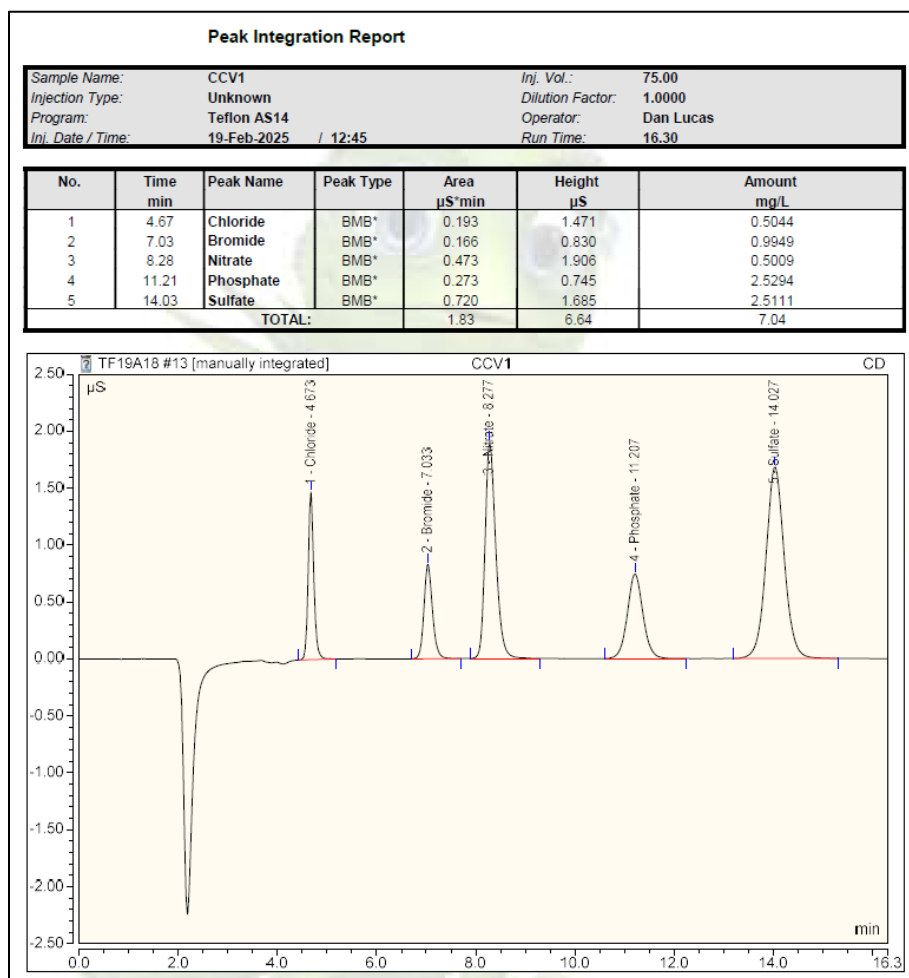 Peak Integration Report
Sample Name: CCV1 Inj. Vol.: 75.00
Injection Type: Unknown Dilution Factor: 1.0000
Program: Teflon AS14 Operator: Dan Lucas
Inj. Date / Time: 19-Feb-2025 / 12:45 Run Time: 16.30
No. Time Peak Name Peak Type Area Height Amount
min µS*min µS mg/L
1 4.67 Chloride BMB* 0.193 1.471 0.5044
2 7.03 Bromide BMB* 0.166 0.830 0.9949
3 8.28 Nitrate BMB* 0.473 1.906 0.5009
4 11.21 Phosphate BMB* 0.273 0.745 2.5294
5 14.03 Sulfate BMB* 0.720 1.685 2.5111
TOTAL: 1.83 6.64 7.04
TF19A18 #13 [manually integrated] CCV1 CD
µS
2.50
2.00
1.50
1.00
0.50
0.00
-0.50
-1.00
-1.50
-2.00
-2.50
1 - Chloride - 4.673
2 - Bromide - 7.033
3 - Nitrate - 8.277
4 - Phosphate - 11.207
5 - Sulfate - 14.027
min
0.0 2.0 4.0 6.0 8.0 10.0 12.0 14.0 16.3